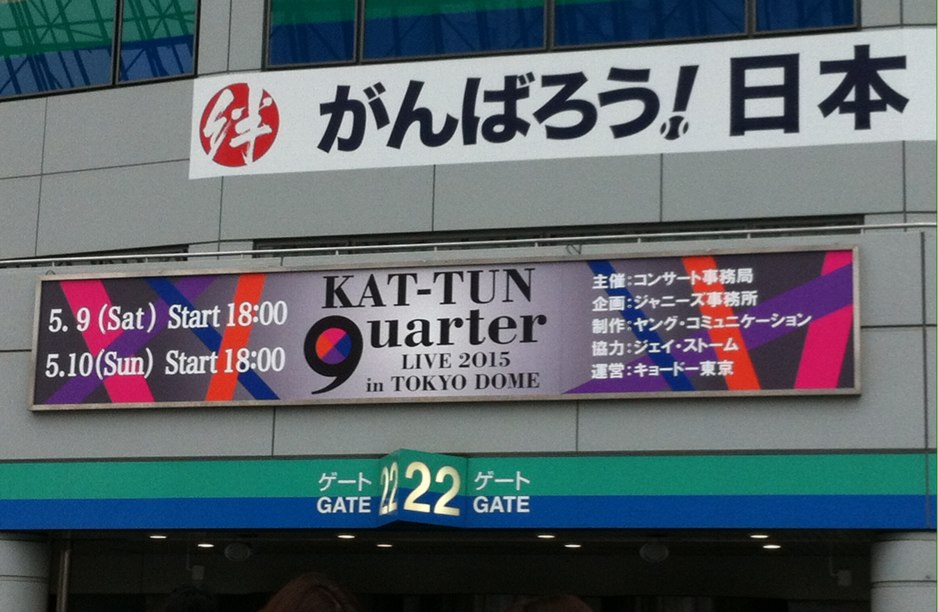 絆 がんばろう!日本
5. 9 (Sat) Start 18:00
5.10(Sun) Start 18:00
KAT-TUN
9uarter
LIVE 2015
in TOKYO DOME
主催:コンサート事務局
企画:ジャニーズ事務所
制作:ヤング・コミュニケーション
協力:ジェイ・ストーム
運営:キョードー東京
ゲート 22 22 ゲート
GATE GATE